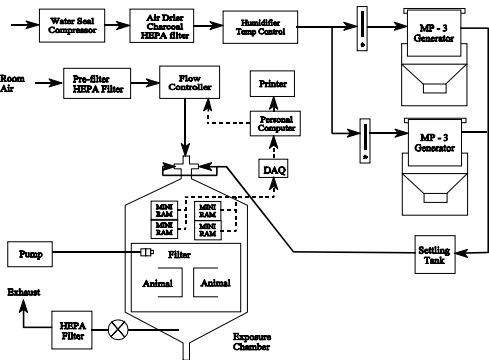 Water Seal
Compressor
Air Drier
Charcoal
HEPA filter
Humidifier
Temp Control
MP - 3
Generator
Room
Air
Pre-filter
HEPA Filter
Flow
Controller
Printer
Personal
Computer
MP - 3
Generator
DAQ
MINI
RAM
MINI
RAM
MINI
RAM
MINI
RAM
Pump
Filter
Settling
Tank
Animal
Animal
Exhaust
HEPA
Filter
Exposure
Chamber